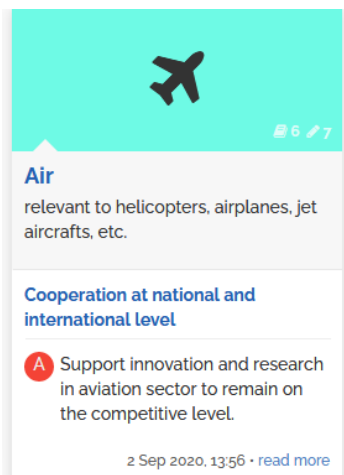 6 7
Air
relevant to helicopters, airplanes, jet
aircrafts, etc.
Cooperation at national and
international level
A Support innovation and research
in aviation sector to remain on
the competitive level.
2 Sep 2020, 13:56 • read more